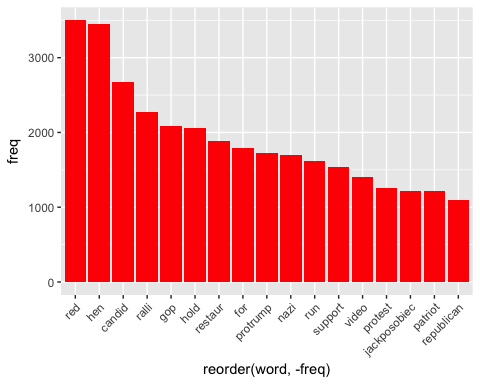 freq
3000
2000
1000
0
red
hen
candid
ralli
gop
hold
restaur
for
protrump
nazi
run
support
video
protest
jackposobiec
patriot
republican
reorder(word, -freq)